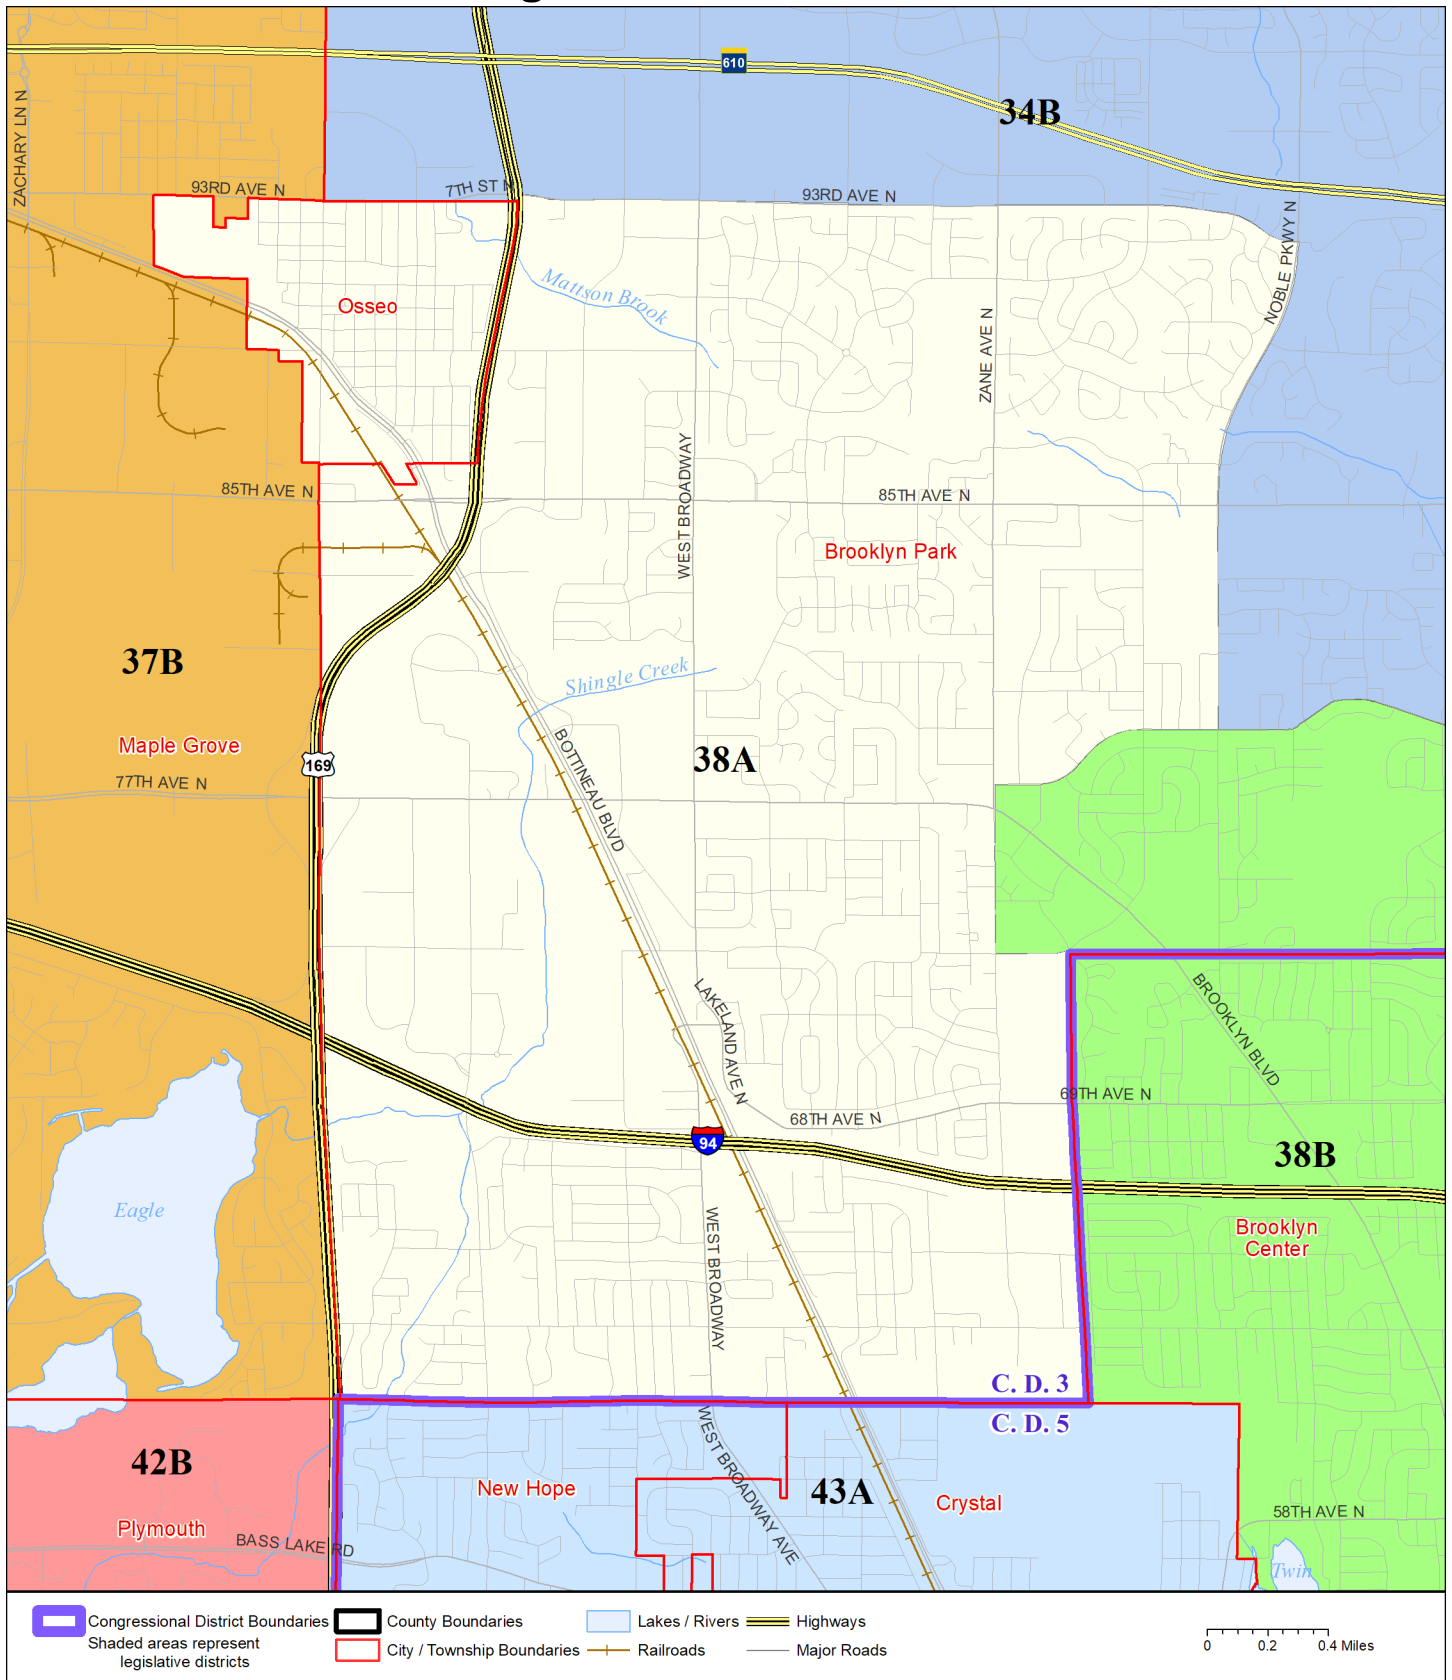 610
34B
ZACHARY LN N
93RD AVE N
7TH ST N
93RD AVE N
NOBLE PKWY N
Mattson Brook
Osseo
ZANE AVE N
WEST BROADWAY
85TH AVE N
85TH AVE N
Brooklyn Park
37B
Shingle Creek
Maple Grove
38A
169
77TH AVE N
BOTTINEAU BLVD
LAKELAND AVE N
BROOKLYN BLVD
69TH AVE N
68TH AVE N
94
38B
Eagle
WEST BROADWAY
Brooklyn
Center
C. D. 3
C. D. 5
42B
WEST BROADWAY AVE
New Hope
43A
Crystal
Plymouth
58TH AVE N
BASS LAKE RD
Twin
Congressional District Boundaries
County Boundaries
Lakes / Rivers
Highways
Shaded areas represent
legislative districts
City / Township Boundaries
Railroads
Major Roads
0 0.2 0.4 Miles